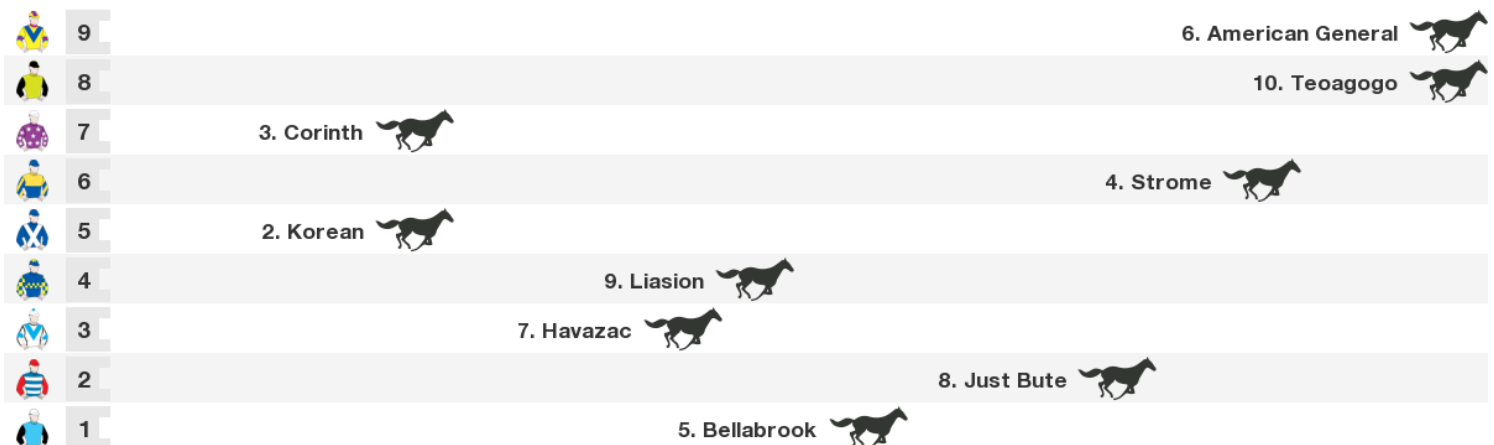 9 6. American General
8 10. Teoagogo
7 3. Corinth
6 4. Strome
5 2. Korean
4 9. Liasion
3 7. Havazac
2 8. Just Bute
1 5. Bellabrook